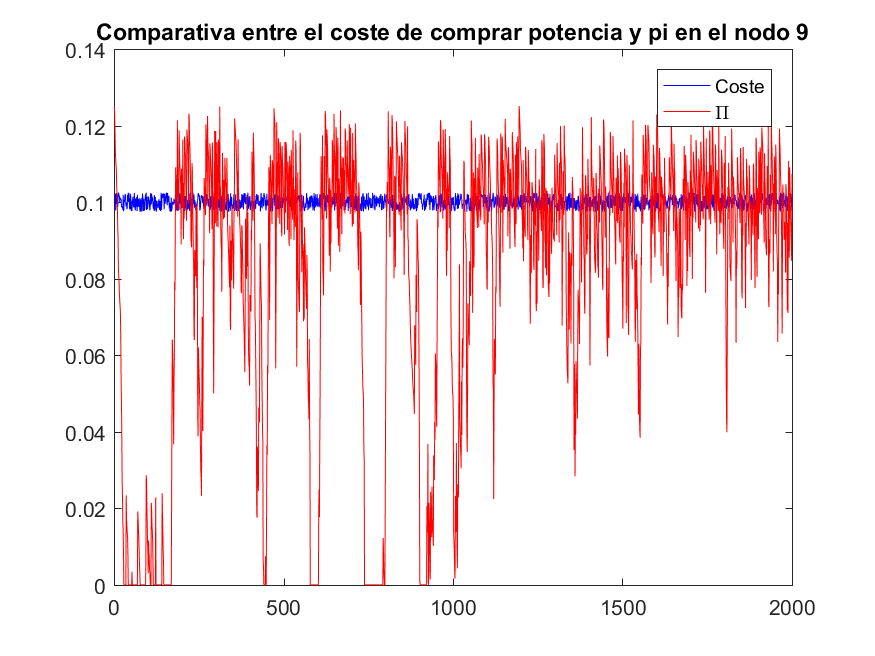 Comparativa entre el coste de comprar potencia y pi en el nodo 9
0.14
Coste
Π
0.12
0.1
0.08
0.06
0.04
0.02
0
0 500 1000 1500 2000